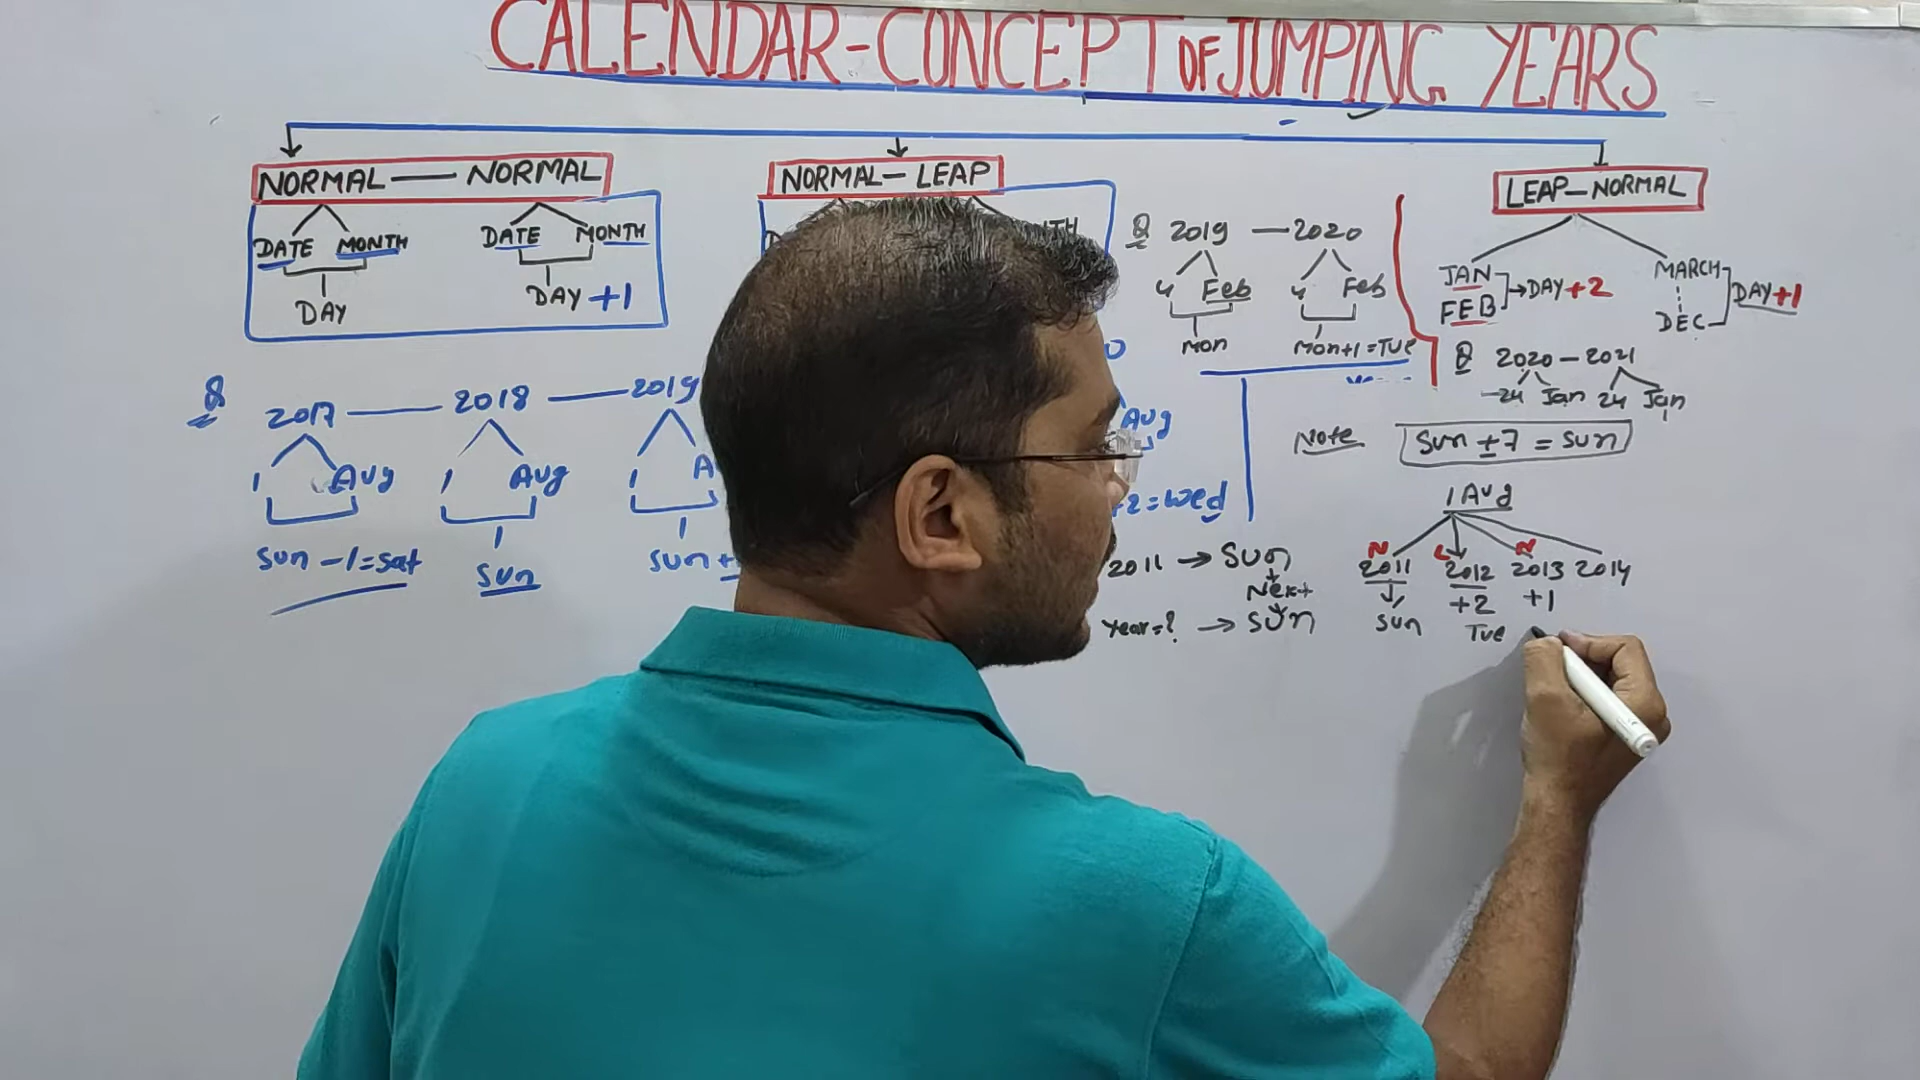 CALENDAR-CONCEPT OF JUMPING YEARS
NORMAL — NORMAL
DATE MONTH DATE MONTH
DAY DAY +1
NORMAL - LEAP
LEAP-NORMAL
JAN
FEB
→DAY +2
MARCH
DEC
DAY+1
Q 2019 — 2020
4 Feb 4 Feb
Mon Mon+1=Tue
Q 2020 - 2021
24 Jan 24 Jan
Note Sun ± 7 = Sun
Q 2017 — 2018 — 2019
1 Aug 1 Aug 1 A
Aug
Sun -1=Sat Sun Sun +
+2=Wed
2011 → Sun
Next
Year=? → Sun
1 Aug
N L N
2011 2012 2013 2014
+2 +1
Sun Tue